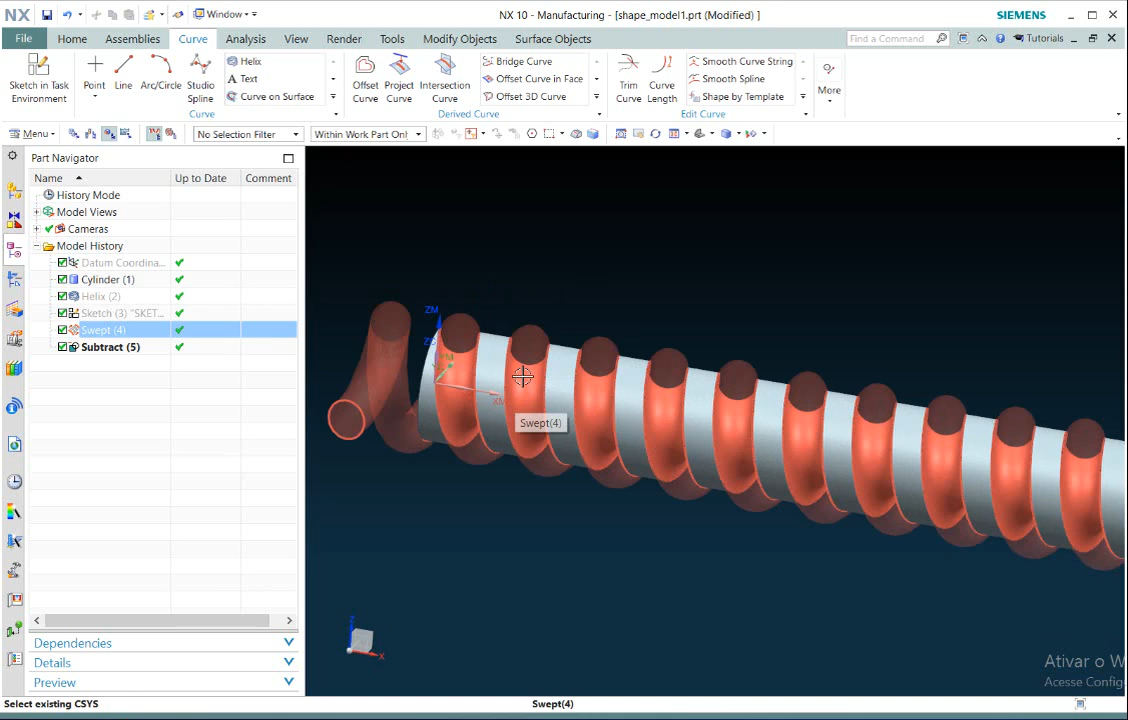 NX Window NX 10 - Manufacturing - [shape_model1.prt (Modified) ] SIEMENS
File Home Assemblies Curve Analysis View Render Tools Modify Objects Surface Objects Find a Command Tutorials
Sketch in Task Environment
Point
Line
Arc/Circle
Studio Spline
Helix
Text
Curve on Surface
Curve
Offset Curve
Project Curve
Intersection Curve
Bridge Curve
Offset Curve in Face
Offset 3D Curve
Derived Curve
Trim Curve
Curve Length
Smooth Curve String
Smooth Spline
Shape by Template
Edit Curve
More
Menu No Selection Filter Within Work Part Onl
Part Navigator
Name Up to Date Comment
History Mode
Model Views
Cameras
Model History
Datum Coordina...
Cylinder (1)
Helix (2)
Sketch (3) "SKET...
Swept (4)
Subtract (5)
Dependencies
Details
Preview
ZM
YM
XM
Swept(4)
Z
X
Ativar o W
Acesse Config
Select existing CSYS Swept(4)